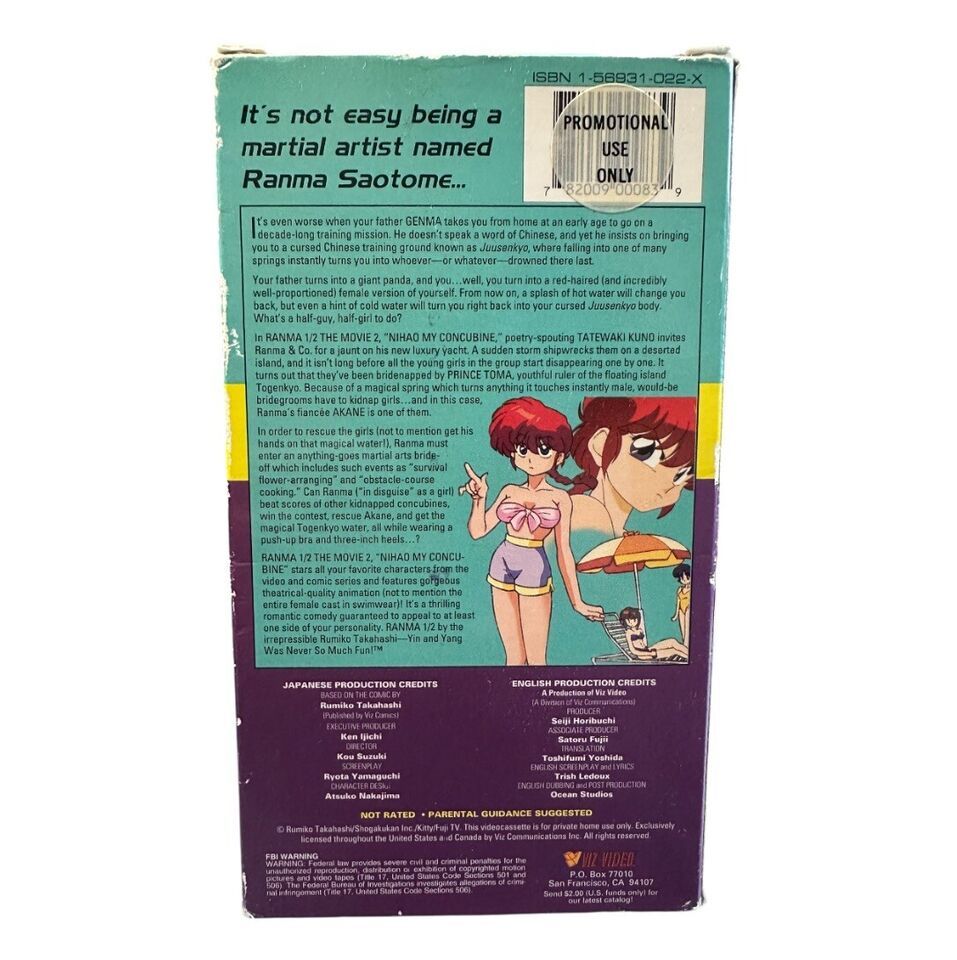 ISBN 1-56931-022-X
It's not easy being a
martial artist named
Ranma Saotome...
PROMOTIONAL
USE
ONLY
7 82009 00083 9
It's even worse when your father GENMA takes you from home at an early age to go on a
decade-long training mission. He doesn't speak a word of Chinese, and yet he insists on bringing
you to a cursed Chinese training ground known as Juusenkyo, where falling into one of many
springs instantly turns you into whoever—or whatever—drowned there last.
Your father turns into a giant panda, and you...well, you turn into a red-haired (and incredibly
well-proportioned) female version of yourself. From now on, a splash of hot water will change you
back, but even a hint of cold water will turn you right back into your cursed Juusenkyo body.
What's a half-guy, half-girl to do?
In RANMA 1/2 THE MOVIE 2, "NIHAO MY CONCUBINE," poetry-spouting TATEWAKI KUNO invites
Ranma & Co. for a jaunt on his new luxury yacht. A sudden storm shipwrecks them on a deserted
island, and it isn't long before all the young girls in the group start disappearing one by one. It
turns out that they've been bridenapped by PRINCE TOMA, youthful ruler of the floating island
Togenkyo. Because of a magical spring which turns anything it touches instantly male, would-be
bridegrooms have to kidnap girls...and in this case,
Ranma's fiancée AKANE is one of them.
In order to rescue the girls (not to mention get his
hands on that magical water!), Ranma must
enter an anything-goes martial arts bride-
off which includes such events as "survival
flower-arranging" and "obstacle-course
cooking." Can Ranma ("in disguise" as a girl)
beat scores of other kidnapped concubines,
win the contest, rescue Akane, and get the
magical Togenkyo water, all while wearing a
push-up bra and three-inch heels...?
RANMA 1/2 THE MOVIE 2, "NIHAO MY CONCU-
BINE" stars all your favorite characters from the
video and comic series and features gorgeous
theatrical-quality animation (not to mention the
entire female cast in swimwear)! It's a thrilling
romantic comedy guaranteed to appeal to at least
one side of your personality. RANMA 1/2 by the
irrepressible Rumiko Takahashi—Yin and Yang
Was Never So Much Fun!™
JAPANESE PRODUCTION CREDITS
BASED ON THE COMIC BY
Rumiko Takahashi
(Published by Viz Comics)
EXECUTIVE PRODUCER
Ken Ijichi
DIRECTOR
Kou Suzuki
SCREENPLAY
Ryota Yamaguchi
CHARACTER DESIGN
Atsuko Nakajima
ENGLISH PRODUCTION CREDITS
A Production of Viz Video
(A Division of Viz Communications)
PRODUCER
Seiji Horibuchi
ASSOCIATE PRODUCER
Satoru Fujii
TRANSLATION
Toshifumi Yoshida
ENGLISH SCREENPLAY and LYRICS
Trish Ledoux
ENGLISH DUBBING and POST PRODUCTION
Ocean Studios
NOT RATED • PARENTAL GUIDANCE SUGGESTED
© Rumiko Takahashi/Shogakukan Inc./Kitty/Fuji TV. This videocassette is for private home use only. Exclusively
licensed throughout the United States and Canada by Viz Communications Inc. All rights reserved.
FBI WARNING
WARNING: Federal law provides severe civil and criminal penalties for the
unauthorized reproduction, distribution or exhibition of copyrighted motion
pictures and video tapes (Title 17, United States Code Sections 501 and
506). The Federal Bureau of Investigations investigates allegations of crimi-
nal infringement (Title 17, United States Code Sections 506).
VIZ VIDEO
P.O. Box 77010
San Francisco, CA 94107
Send $2.00 (U.S. funds only) for
our latest catalog!